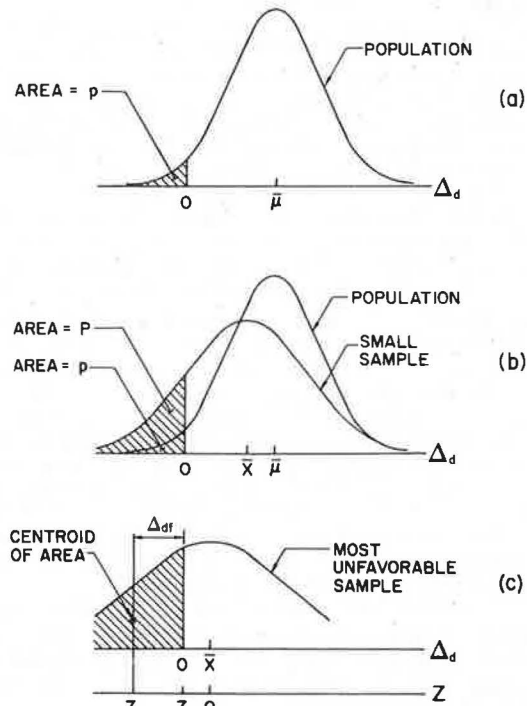 POPULATION
AREA = p
(a)
0
μ̄
Δd
POPULATION
AREA = P
SMALL
SAMPLE
AREA = p
(b)
0
X̄
μ̄
Δd
CENTROID
OF AREA
Δdf
MOST
UNFAVORABLE
SAMPLE
(c)
0
X̄
Δd
Z